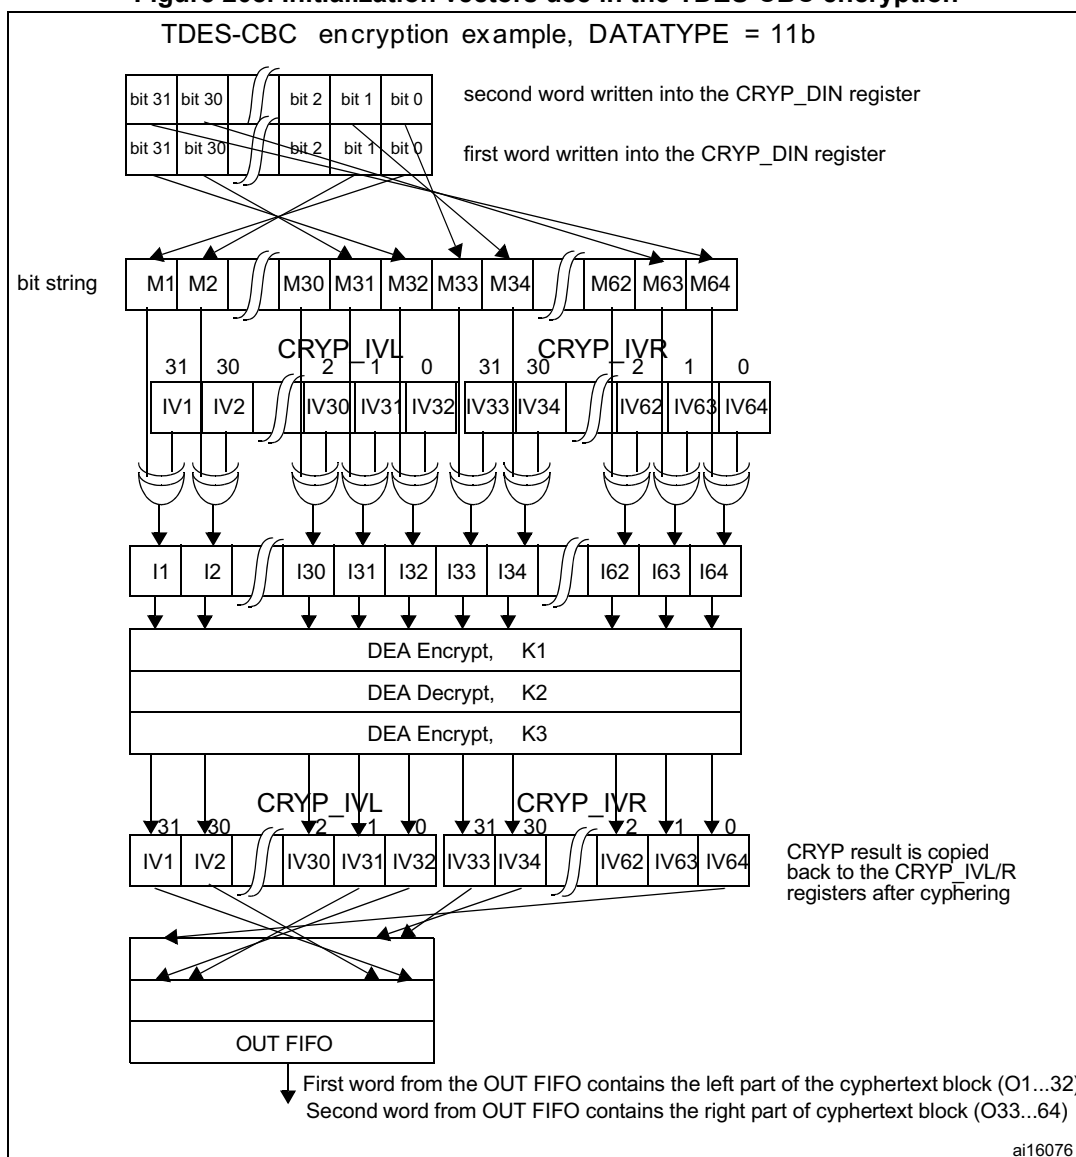 Initialization vectors use in the TDES-CBC encryption
TDES-CBC encryption example, DATATYPE = 11b
bit 31 bit 30 bit 2 bit 1 bit 0 second word written into the CRYP_DIN register
bit 31 bit 30 bit 2 bit 1 bit 0 first word written into the CRYP_DIN register
bit string M1 M2 M30 M31 M32 M33 M34 M62 M63 M64
CRYP_IVL CRYP_IVR
31 30 2 1 0 31 30 2 1 0
IV1 IV2 IV30 IV31 IV32 IV33 IV34 IV62 IV63 IV64
I1 I2 I30 I31 I32 I33 I34 I62 I63 I64
DEA Encrypt, K1
DEA Decrypt, K2
DEA Encrypt, K3
CRYP_IVL CRYP_IVR
31 30 2 1 0 31 30 2 1 0
IV1 IV2 IV30 IV31 IV32 IV33 IV34 IV62 IV63 IV64
CRYP result is copied
back to the CRYP_IVL/R
registers after cyphering
OUT FIFO
First word from the OUT FIFO contains the left part of the cyphertext block (O1...32)
Second word from OUT FIFO contains the right part of cyphertext block (O33...64)
ai16076